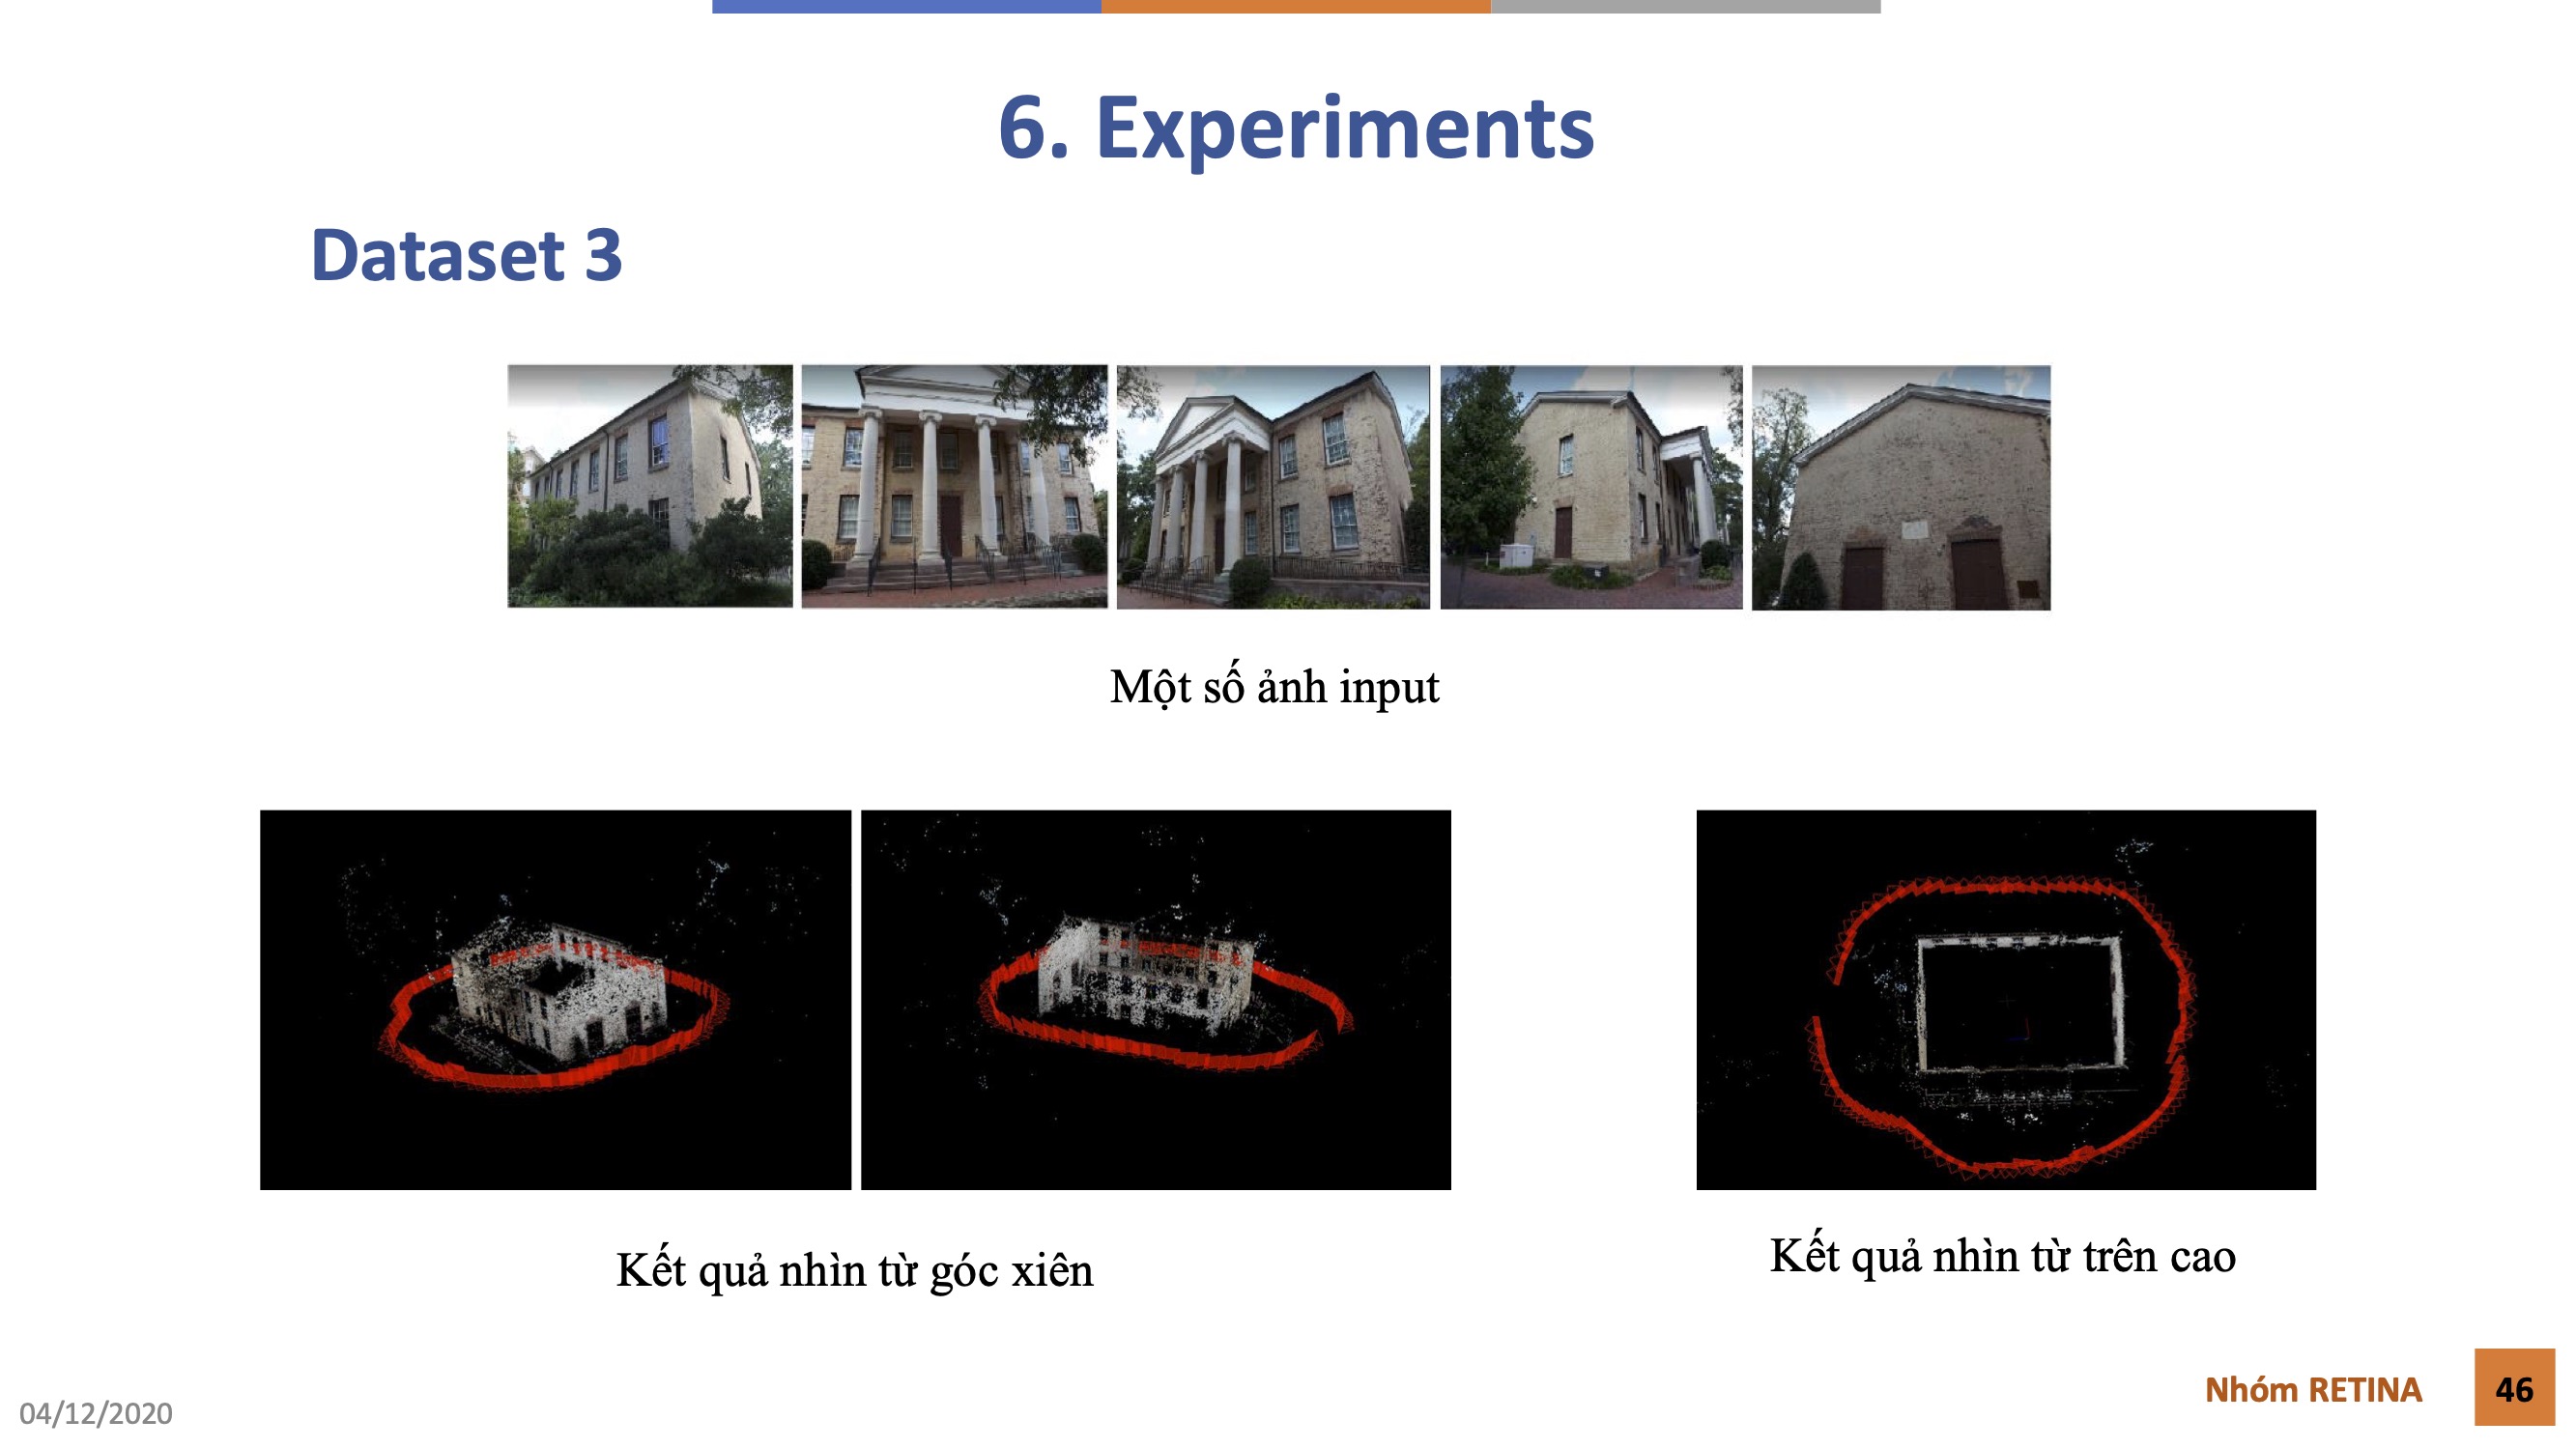 6. Experiments
Dataset 3
Một số ảnh input
Kết quả nhìn từ góc xiên
Kết quả nhìn từ trên cao
04/12/2020
Nhóm RETINA
46